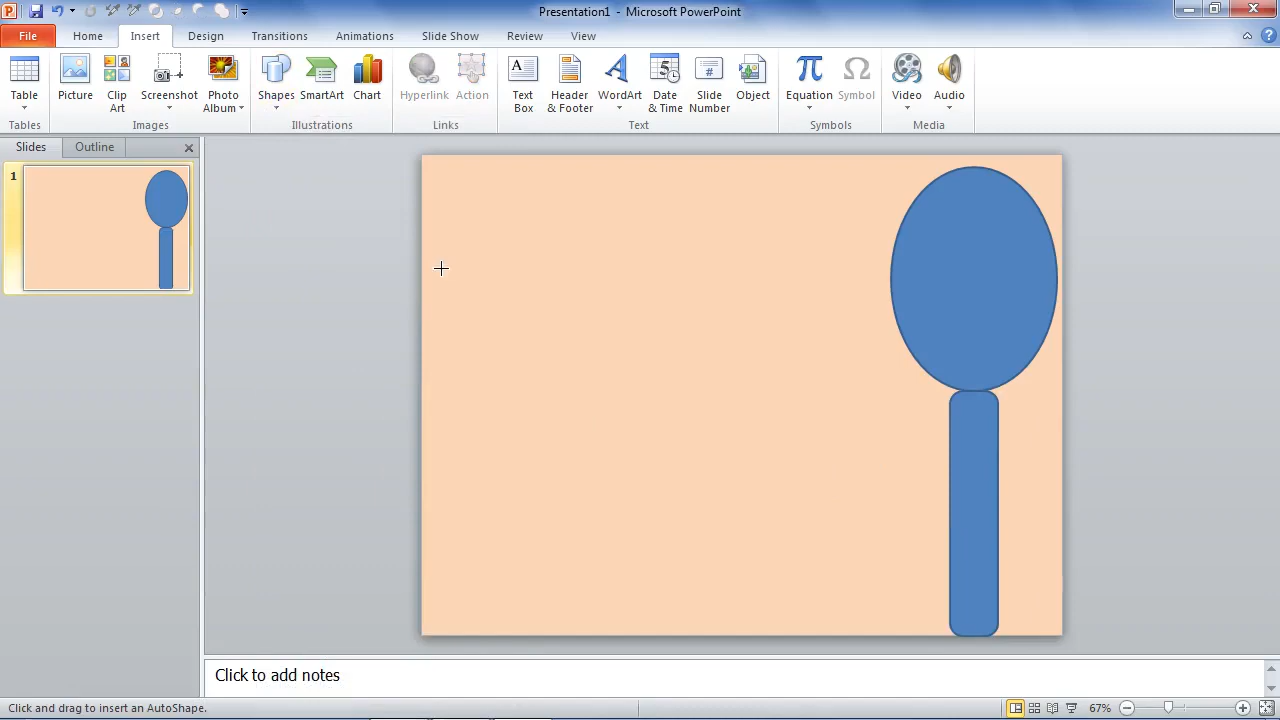 Presentation1 - Microsoft PowerPoint
File Home Insert Design Transitions Animations Slide Show Review View
Table
Picture
Clip
Art
Screenshot
Photo
Album
Shapes
SmartArt
Chart
Hyperlink
Action
Text
Box
Header
& Footer
WordArt
Date
& Time
Slide
Number
Object
Equation
Symbol
Video
Audio
Tables Images Illustrations Links Text Symbols Media
Slides Outline
1
Click to add notes
Click and drag to insert an AutoShape. 67%